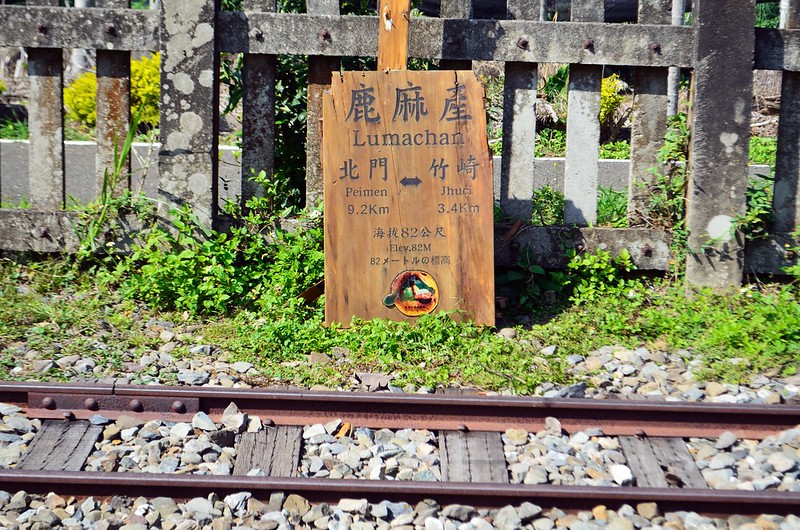 鹿麻產
Lumachan
北門 ↔ 竹崎
Peimen Jhuci
9.2Km 3.4Km
海拔82公尺
Elev.82M
82メートルの標高